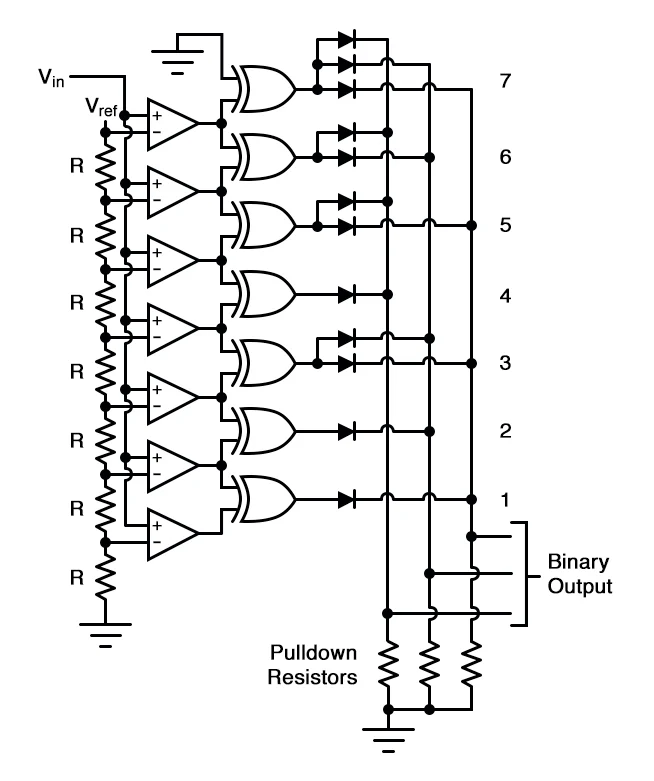 Vin
Vref
R
R
R
R
R
R
R
+
−
+
−
+
−
+
−
+
−
+
−
+
−
7
6
5
4
3
2
1
Binary
Output
Pulldown
Resistors